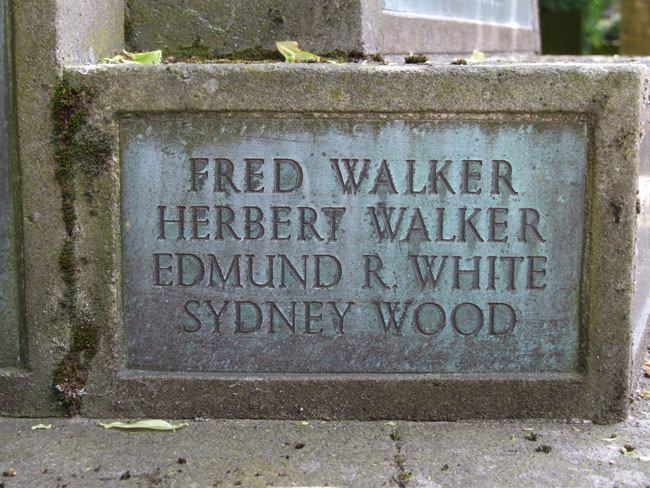 FRED WALKER
HERBERT WALKER
EDMUND R. WHITE
SYDNEY WOOD